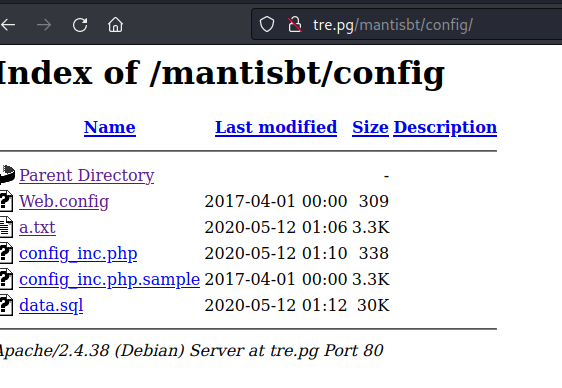 tre.pg/mantisbt/config/
Index of /mantisbt/config
Name Last modified Size Description
Parent Directory -
Web.config 2017-04-01 00:00 309
a.txt 2020-05-12 01:06 3.3K
config_inc.php 2020-05-12 01:10 338
config_inc.php.sample 2017-04-01 00:00 3.3K
data.sql 2020-05-12 01:12 30K
Apache/2.4.38 (Debian) Server at tre.pg Port 80